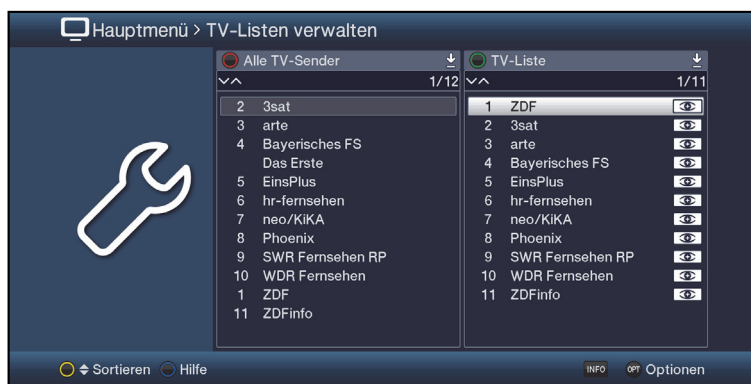 Hauptmenü > TV-Listen verwalten
Alle TV-Sender
1/12
2 3sat
3 arte
4 Bayerisches FS
Das Erste
5 EinsPlus
6 hr-fernsehen
7 neo/KiKA
8 Phoenix
9 SWR Fernsehen RP
10 WDR Fernsehen
1 ZDF
11 ZDFinfo
TV-Liste
1/11
1 ZDF
2 3sat
3 arte
4 Bayerisches FS
5 EinsPlus
6 hr-fernsehen
7 neo/KiKA
8 Phoenix
9 SWR Fernsehen RP
10 WDR Fernsehen
11 ZDFinfo
Sortieren Hilfe INFO OPT Optionen